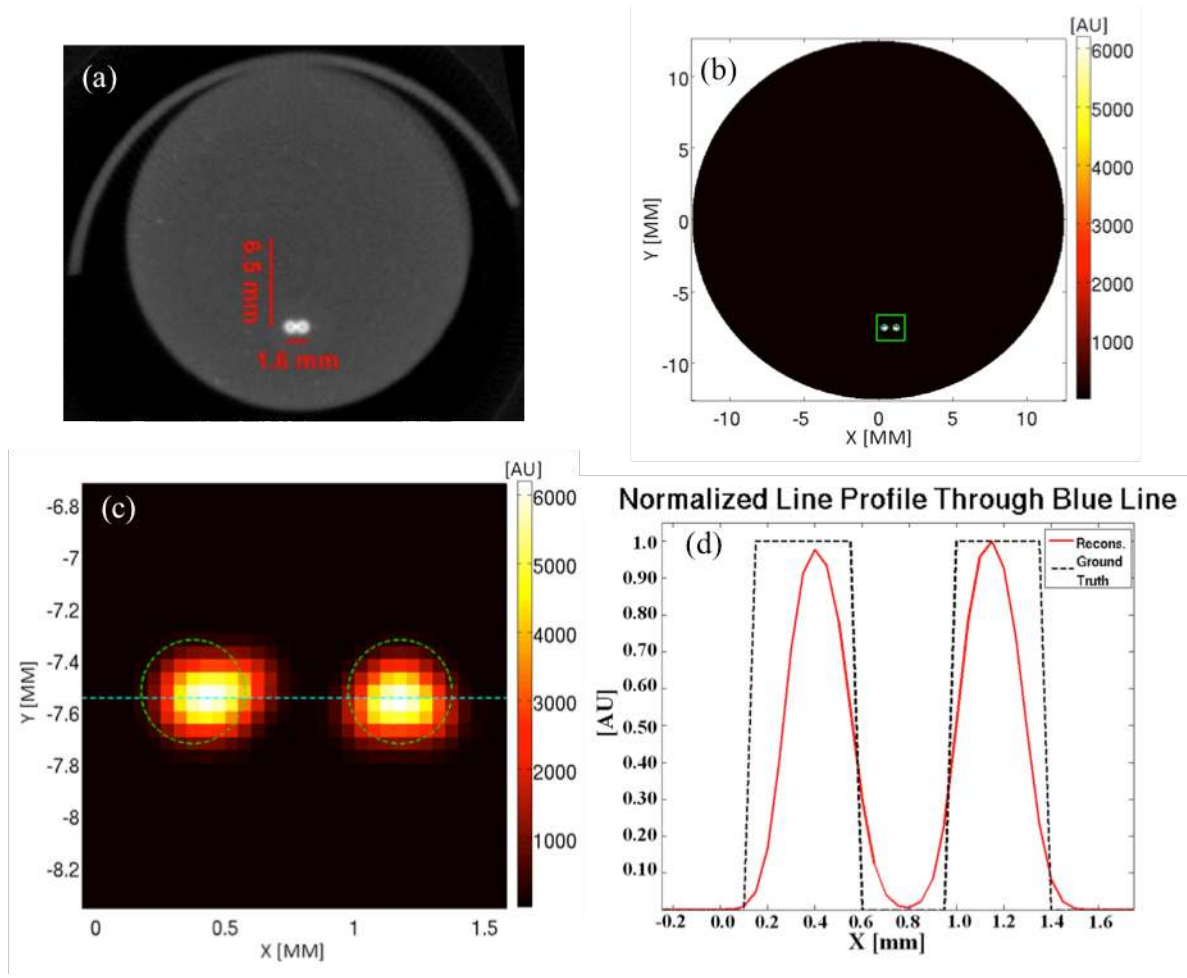 (a)
6.5 mm
1.6 mm
(b)
[AU]
6000
5000
4000
3000
2000
1000
10
5
0
-5
-10
Y [MM]
-10 -5 0 5 10
X [MM]
(c)
[AU]
6000
5000
4000
3000
2000
1000
-6.8
-7
-7.2
-7.4
-7.6
-7.8
-8
-8.2
Y [MM]
0 0.5 1 1.5
X [MM]
Normalized Line Profile Through Blue Line
(d)
Recons.
Ground
Truth
1.0
0.90
0.80
0.70
0.60
0.50
0.40
0.30
0.20
0.10
[AU]
-0.2 0.0 0.2 0.4 0.6 0.8 1.0 1.2 1.4 1.6
X [mm]